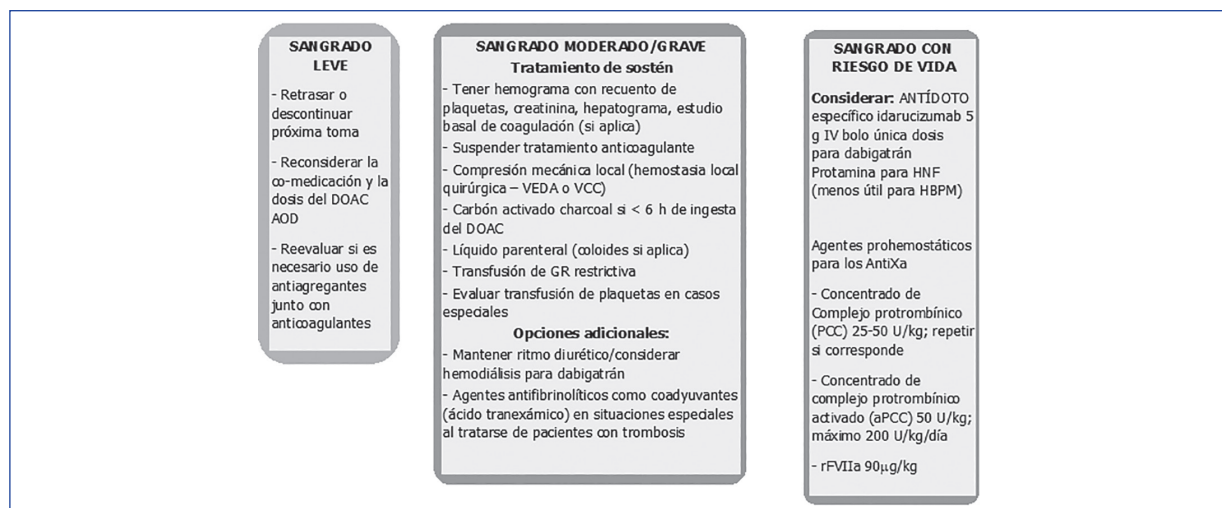 SANGRADO
LEVE
- Retrasar o
descontinuar
próxima toma
- Reconsiderar la
co-medicación y la
dosis del DOAC
AOD
- Reevaluar si es
necesario uso de
antiagregantes
junto con
anticoagulantes
SANGRADO MODERADO/GRAVE
Tratamiento de sostén
- Tener hemograma con recuento de
plaquetas, creatinina, hepatograma, estudio
basal de coagulación (si aplica)
- Suspender tratamiento anticoagulante
- Compresión mecánica local (hemostasia local
quirúrgica – VEDA o VCC)
- Carbón activado charcoal si < 6 h de ingesta
del DOAC
- Líquido parenteral (coloides si aplica)
- Transfusión de GR restrictiva
- Evaluar transfusión de plaquetas en casos
especiales
Opciones adicionales:
- Mantener ritmo diurético/considerar
hemodiálisis para dabigatrán
- Agentes antifibrinolíticos como coadyuvantes
(ácido tranexámico) en situaciones especiales
al tratarse de pacientes con trombosis
SANGRADO CON
RIESGO DE VIDA
Considerar: ANTÍDOTO
específico idarucizumab 5
g IV bolo única dosis
para dabigatrán
Protamina para HNF
(menos útil para HBPM)
Agentes prohemostáticos
para los AntiXa
- Concentrado de
Complejo protrombínico
(PCC) 25-50 U/kg; repetir
si corresponde
- Concentrado de
complejo protrombínico
activado (aPCC) 50 U/kg;
máximo 200 U/kg/día
- rFVIIa 90µg/kg